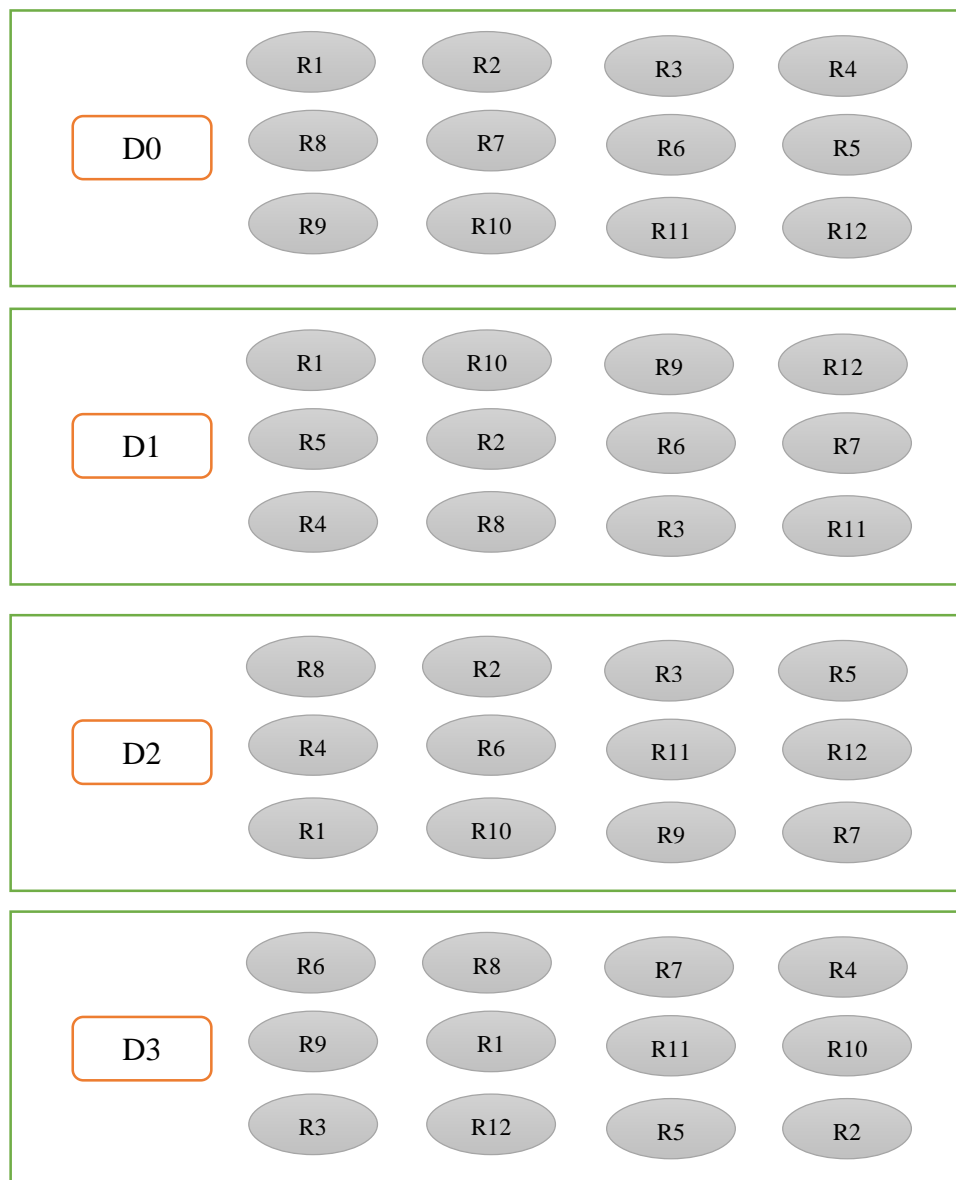 R1 R2 R3 R4
D0 R8 R7 R6 R5
R9 R10 R11 R12
R1 R10 R9 R12
D1 R5 R2 R6 R7
R4 R8 R3 R11
R8 R2 R3 R5
D2 R4 R6 R11 R12
R1 R10 R9 R7
R6 R8 R7 R4
D3 R9 R1 R11 R10
R3 R12 R5 R2